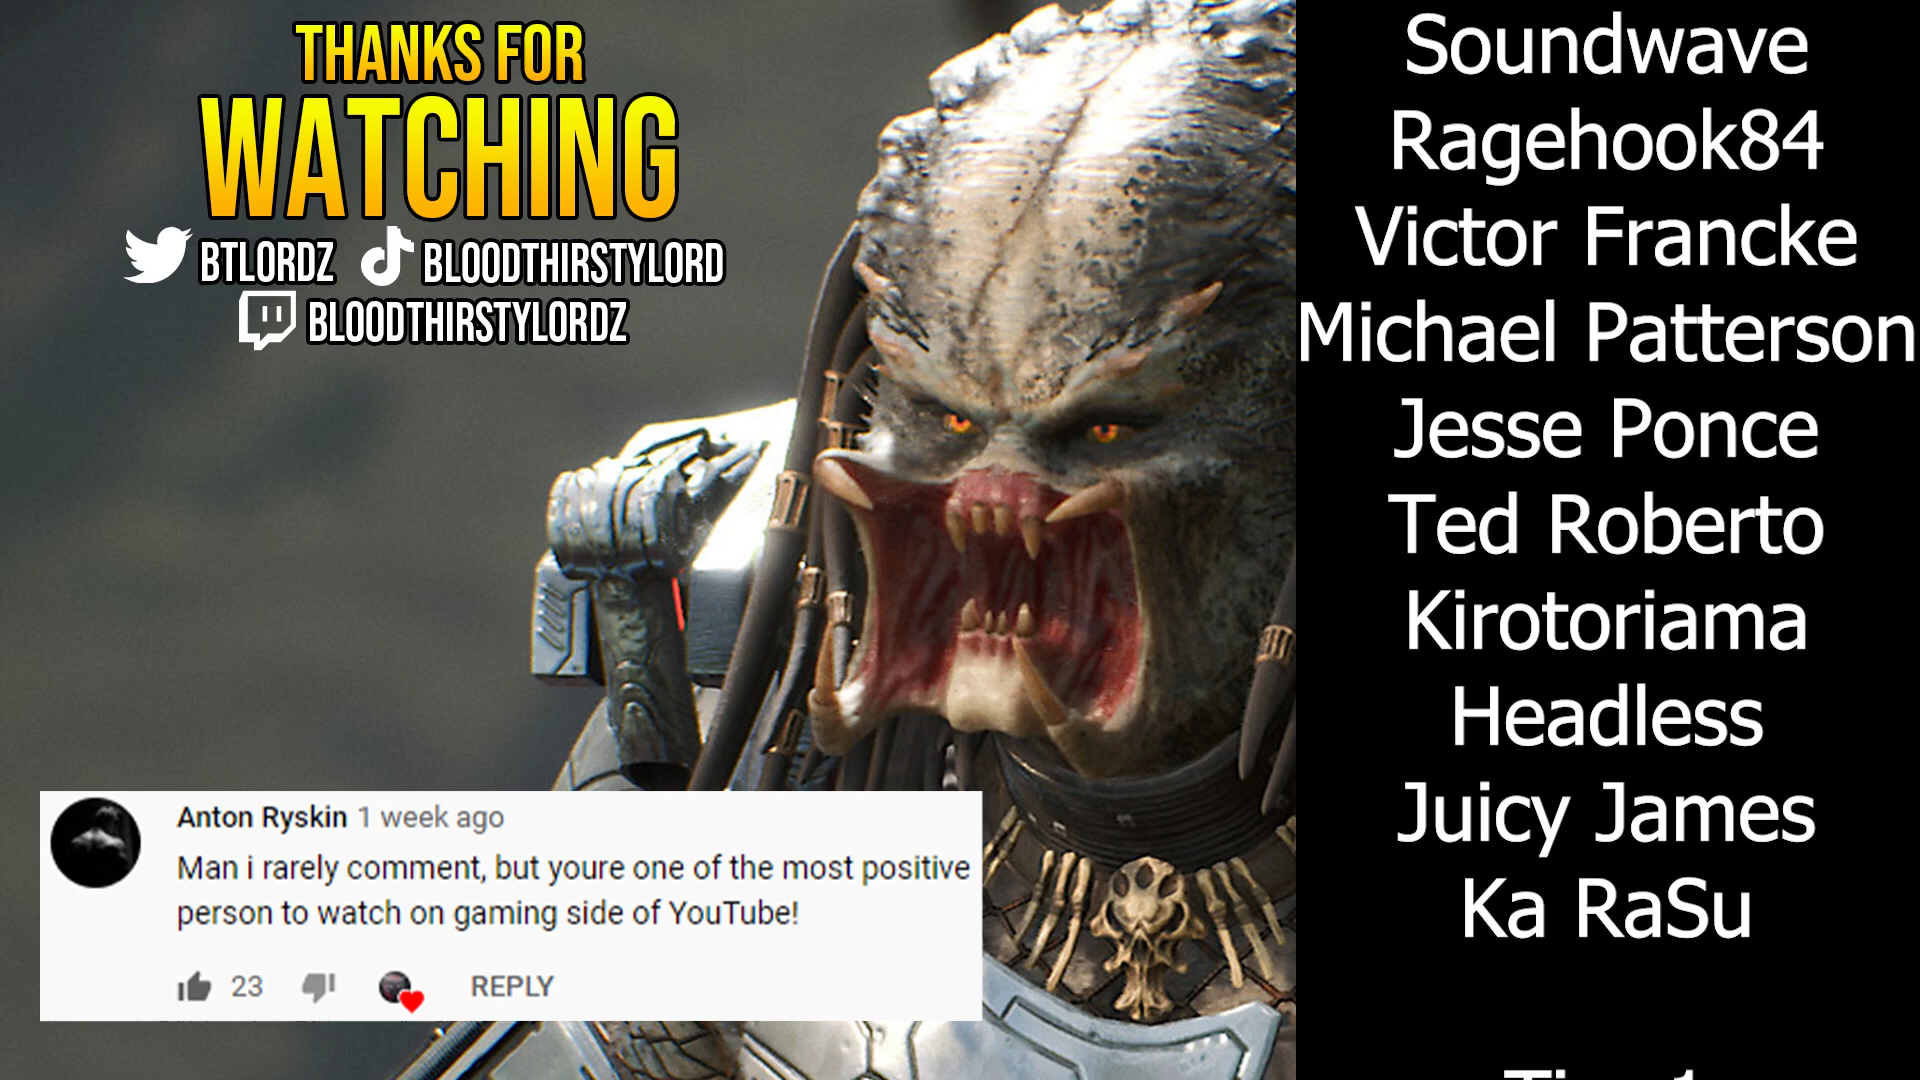 THANKS FOR
WATCHING
BTLORDZ BLOODTHIRSTYLORD
BLOODTHIRSTYLORDZ
Anton Ryskin 1 week ago
Man i rarely comment, but youre one of the most positive
person to watch on gaming side of YouTube!
23 REPLY
Soundwave
Ragehook84
Victor Francke
Michael Patterson
Jesse Ponce
Ted Roberto
Kirotoriama
Headless
Juicy James
Ka RaSu